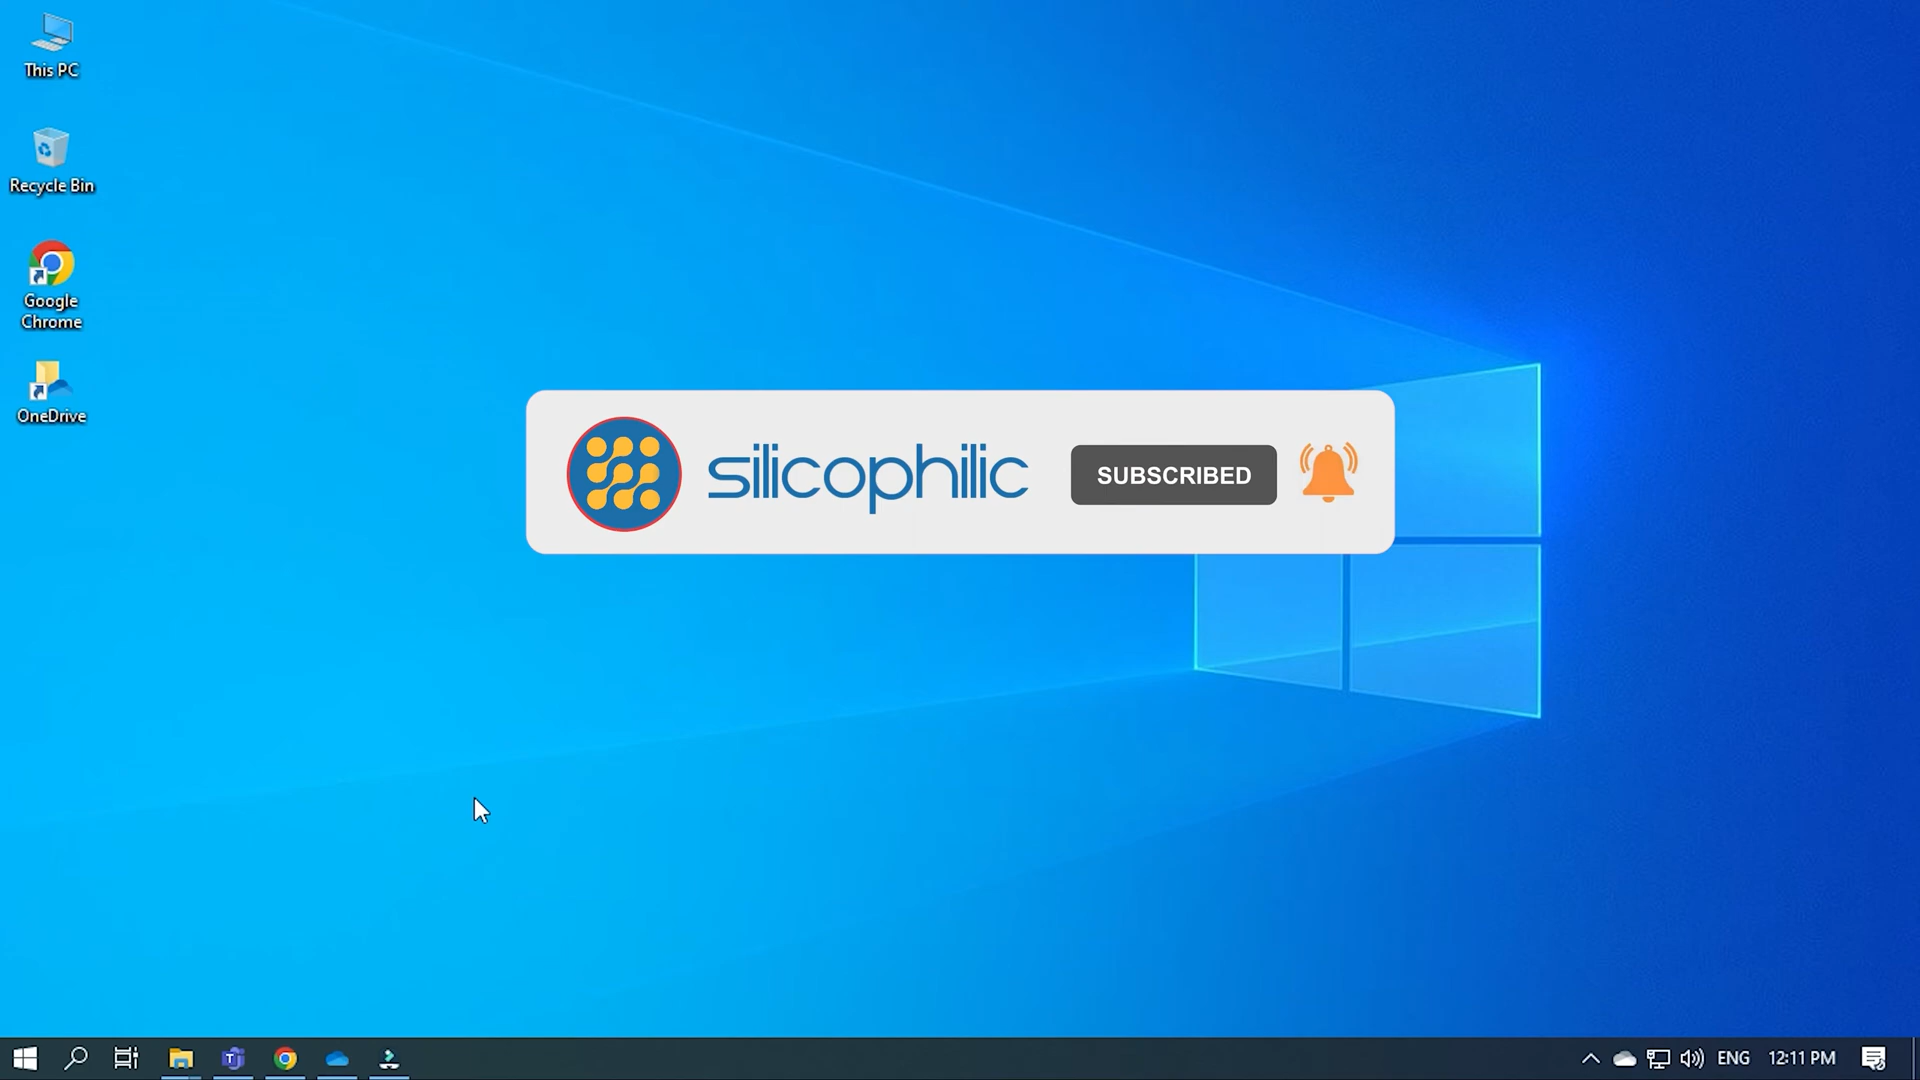 This PC
Recycle Bin
Google
Chrome
OneDrive
silicophilic
SUBSCRIBED
ENG
12:11 PM